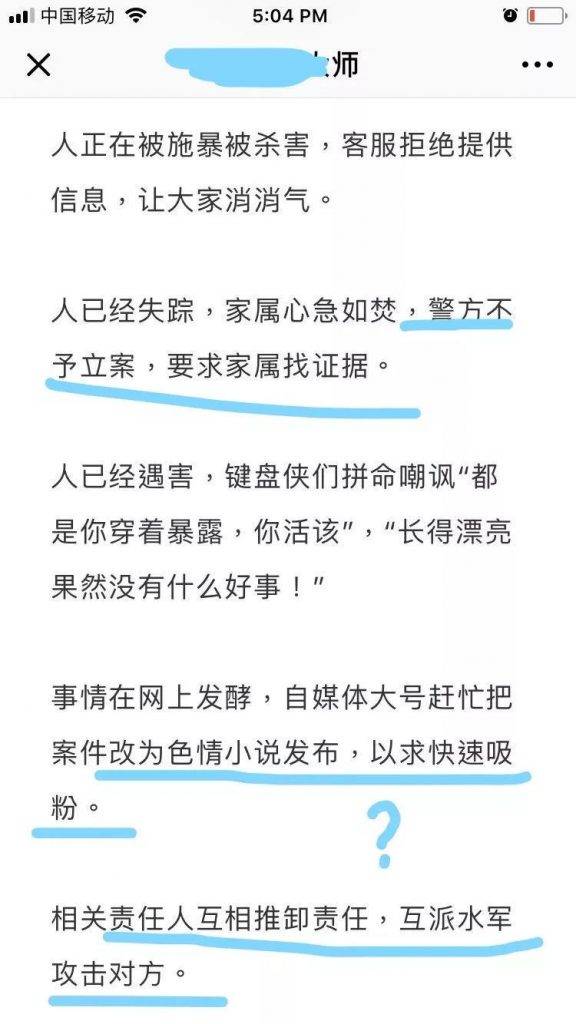 中国移动 5:04 PM
师
人正在被施暴被杀害，客服拒绝提供
信息，让大家消消气。
人已经失踪，家属心急如焚，警方不
予立案，要求家属找证据。
人已经遇害，键盘侠们拼命嘲讽“都
是你穿着暴露，你活该”，“长得漂亮
果然没有什么好事！”
事情在网上发酵，自媒体大号赶忙把
案件改为色情小说发布，以求快速吸
粉。
?
相关责任人互相推卸责任，互派水军
攻击对方。